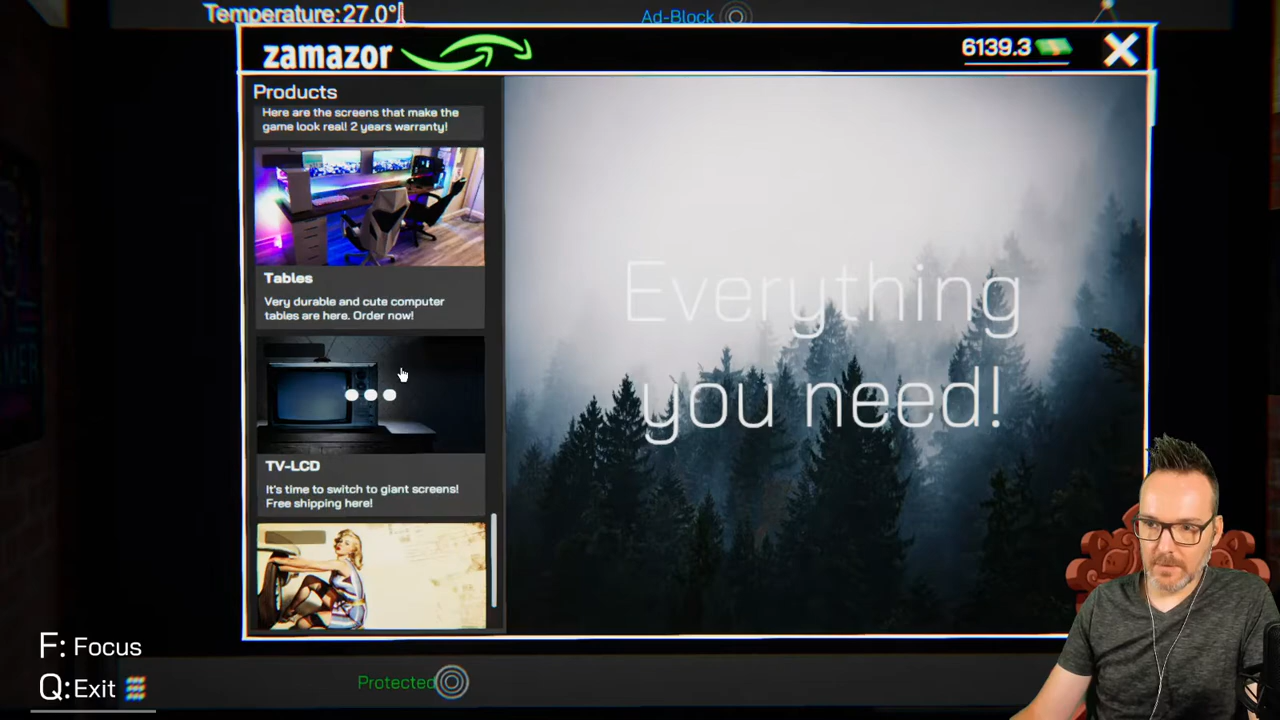 Temperature: 27.0°
Ad-Block
zamazor
6139.3
X
Products
Here are the screens that make the
game look real! 2 years warranty!
Tables
Very durable and cute computer
tables are here. Order now!
TV-LCD
It's time to switch to giant screens!
Free shipping here!
Everything
you need!
F: Focus
Q: Exit
Protected